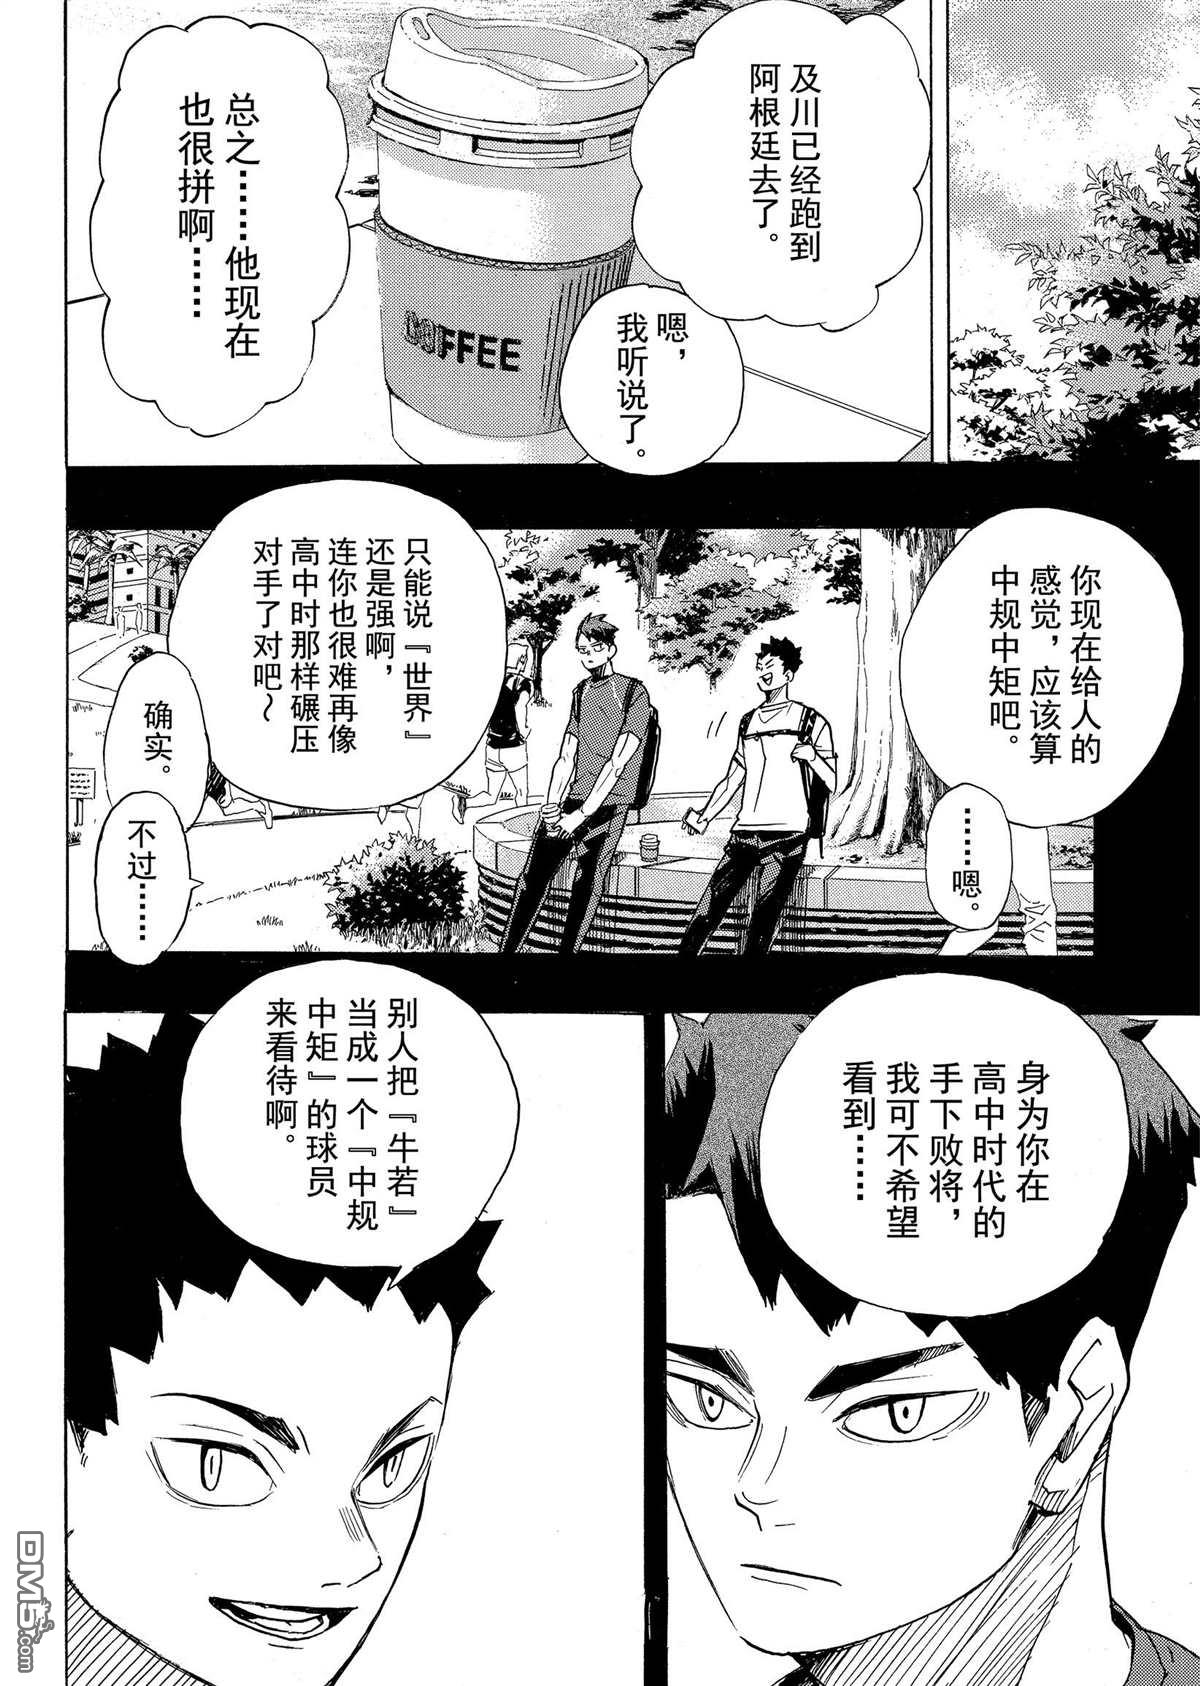 及川已经跑到
阿根廷去了。
嗯，
我听说了。
COFFEE
总之……他现在
也很拼啊……
你现在给人的
感觉，应该算
中规中矩吧。
……嗯。
只能说『世界』
还是强啊，
连你也很难再像
高中时那样碾压
对手了对吧～
确实。
不过……
身为你在
高中时代的
手下败将，
我可不希望
看到……
别人把『牛若』
当成一个『中规
中矩』的球员
来看待啊。
DM5.com